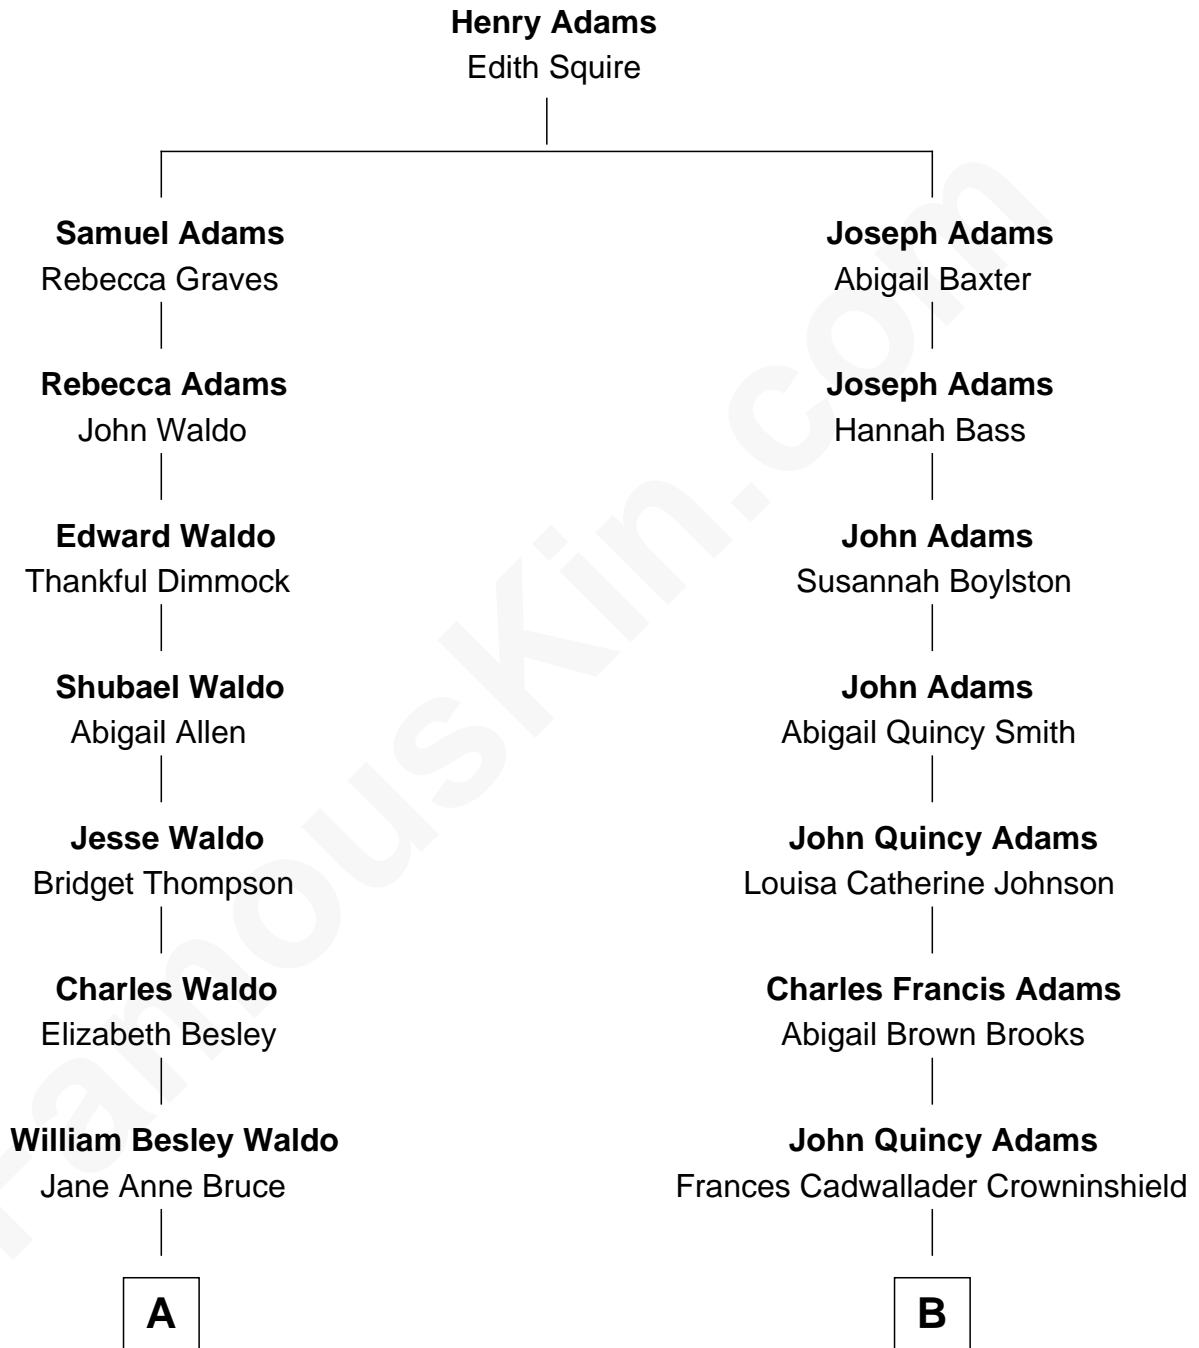 Henry Adams
Edith Squire
Samuel Adams
Rebecca Graves
Joseph Adams
Abigail Baxter
Rebecca Adams
John Waldo
Joseph Adams
Hannah Bass
Edward Waldo
Thankful Dimmock
John Adams
Susannah Boylston
Shubael Waldo
Abigail Allen
John Adams
Abigail Quincy Smith
Jesse Waldo
Bridget Thompson
John Quincy Adams
Louisa Catherine Johnson
Charles Waldo
Elizabeth Besley
Charles Francis Adams
Abigail Brown Brooks
William Besley Waldo
Jane Anne Bruce
John Quincy Adams
Frances Cadwallader Crowninshield
A
B
FamousKin.com